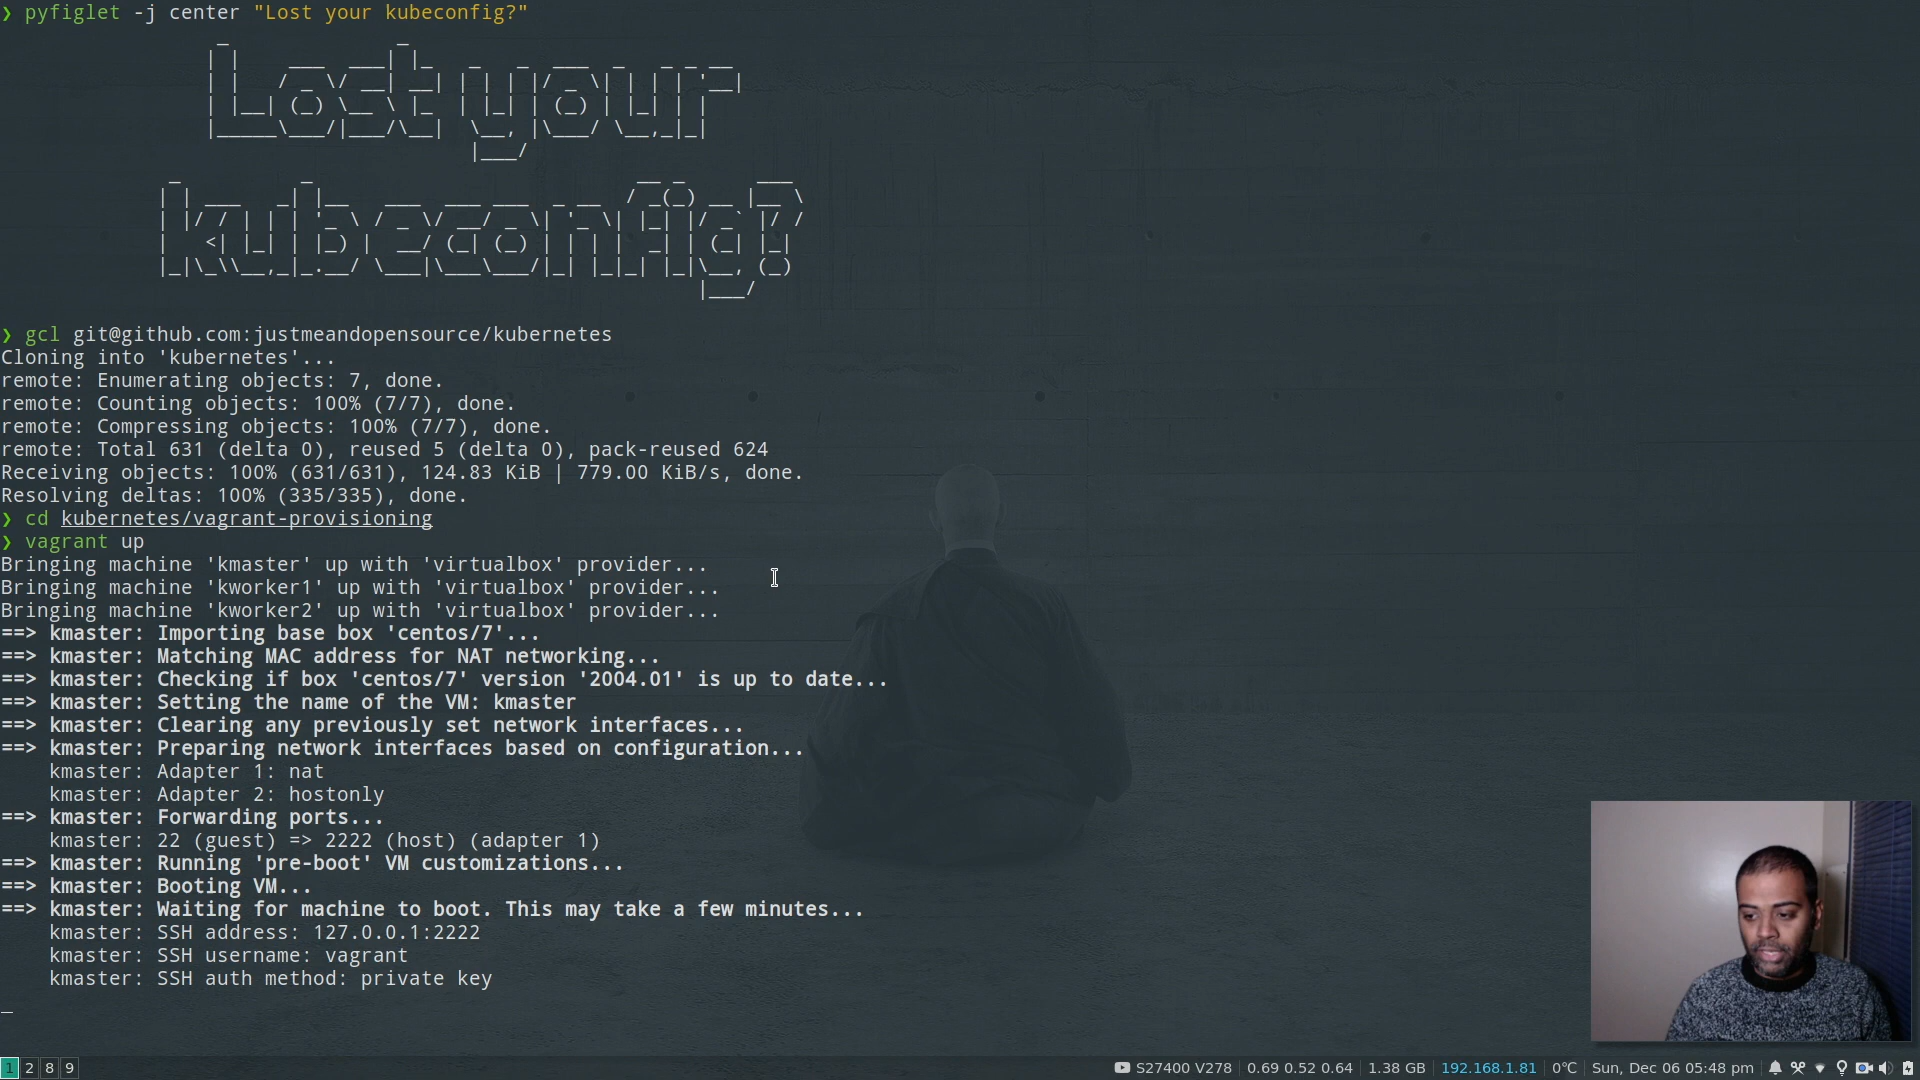 ❯ pyfiglet -j center "Lost your kubeconfig?"
Lost your
kubeconfig?
❯ gcl git@github.com:justmeandopensource/kubernetes
Cloning into 'kubernetes'...
remote: Enumerating objects: 7, done.
remote: Counting objects: 100% (7/7), done.
remote: Compressing objects: 100% (7/7), done.
remote: Total 631 (delta 0), reused 5 (delta 0), pack-reused 624
Receiving objects: 100% (631/631), 124.83 KiB | 779.00 KiB/s, done.
Resolving deltas: 100% (335/335), done.
❯ cd kubernetes/vagrant-provisioning
❯ vagrant up
Bringing machine 'kmaster' up with 'virtualbox' provider...
Bringing machine 'kworker1' up with 'virtualbox' provider...
Bringing machine 'kworker2' up with 'virtualbox' provider...
==> kmaster: Importing base box 'centos/7'...
==> kmaster: Matching MAC address for NAT networking...
==> kmaster: Checking if box 'centos/7' version '2004.01' is up to date...
==> kmaster: Setting the name of the VM: kmaster
==> kmaster: Clearing any previously set network interfaces...
==> kmaster: Preparing network interfaces based on configuration...
    kmaster: Adapter 1: nat
    kmaster: Adapter 2: hostonly
==> kmaster: Forwarding ports...
    kmaster: 22 (guest) => 2222 (host) (adapter 1)
==> kmaster: Running 'pre-boot' VM customizations...
==> kmaster: Booting VM...
==> kmaster: Waiting for machine to boot. This may take a few minutes...
    kmaster: SSH address: 127.0.0.1:2222
    kmaster: SSH username: vagrant
    kmaster: SSH auth method: private key
1 2 8 9 S27400 V278 | 0.69 0.52 0.64 | 1.38 GB | 192.168.1.81 | 0°C | Sun, Dec 06 05:48 pm